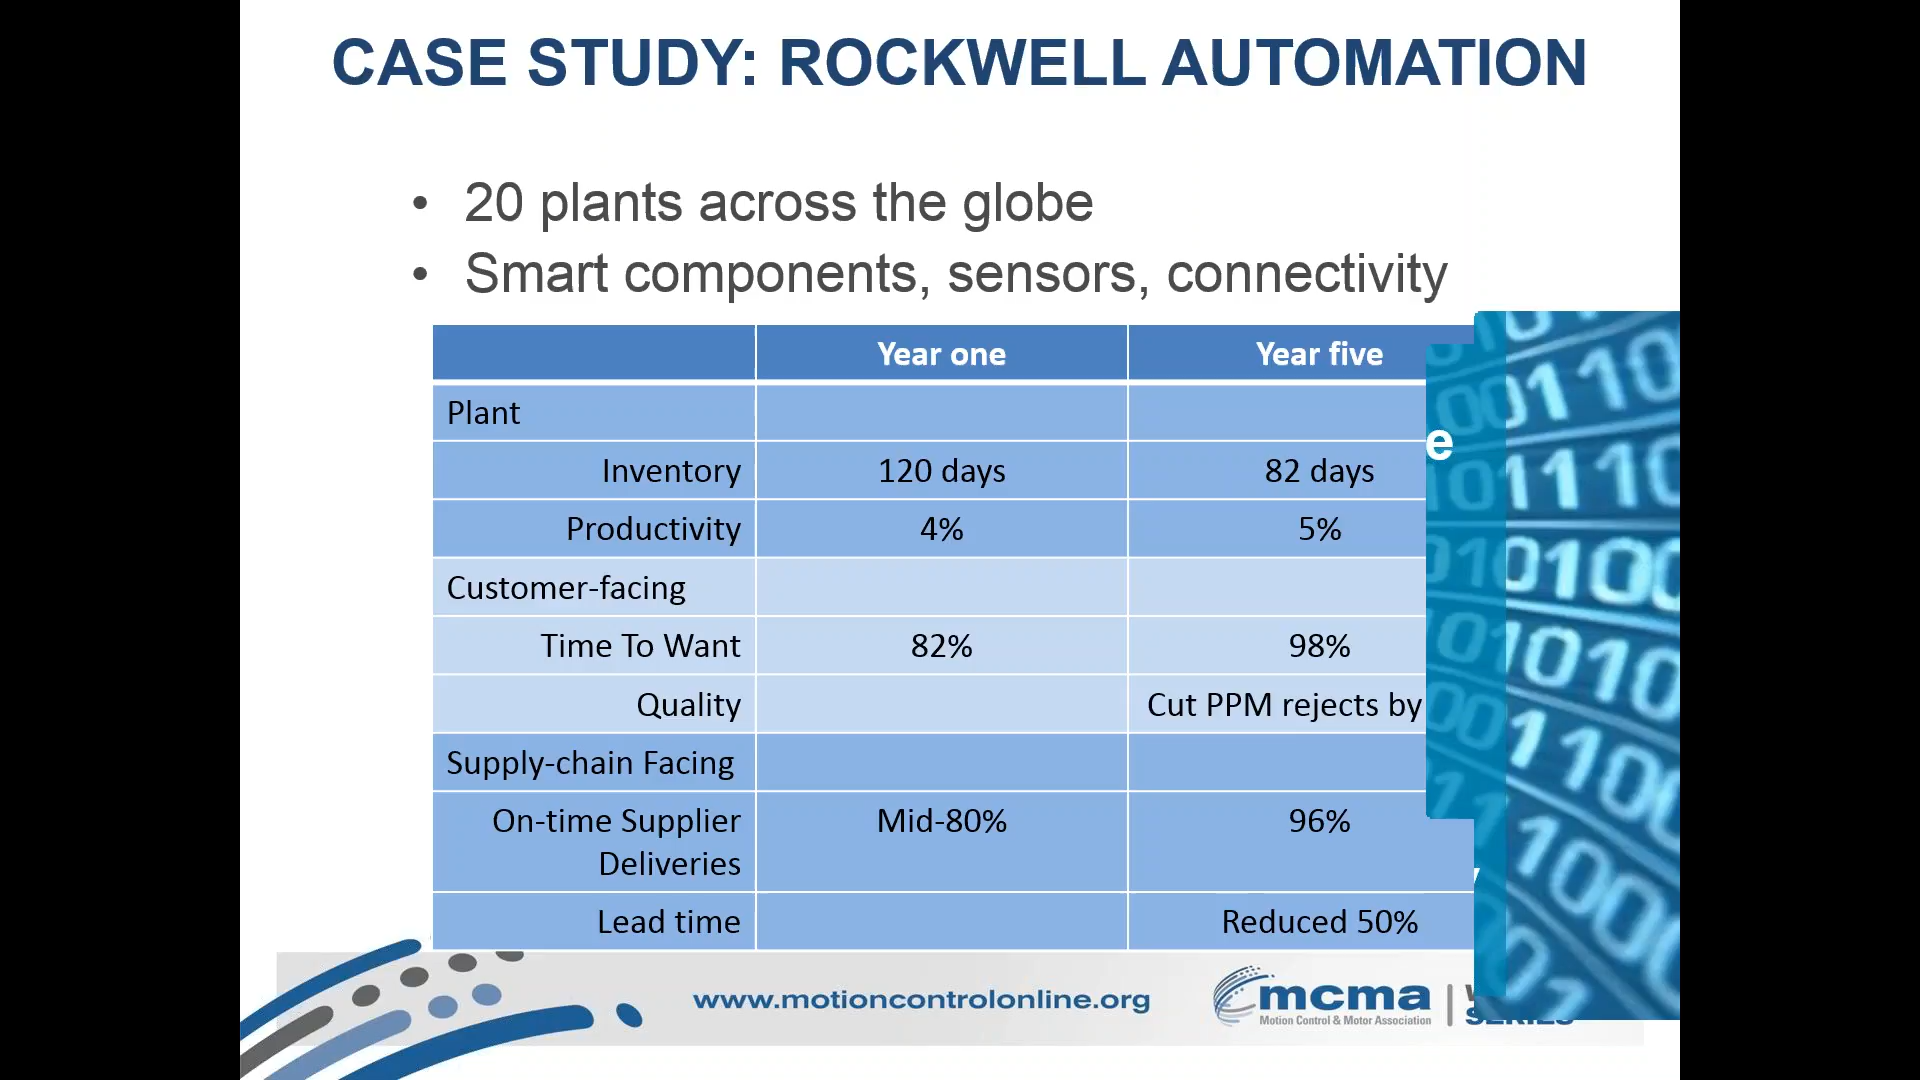 CASE STUDY: ROCKWELL AUTOMATION
• 20 plants across the globe
• Smart components, sensors, connectivity
Year one Year five
Plant
Inventory 120 days 82 days
Productivity 4% 5%
Customer-facing
Time To Want 82% 98%
Quality Cut PPM rejects by
Supply-chain Facing
On-time Supplier Deliveries Mid-80% 96%
Lead time Reduced 50%
www.motioncontrolonline.org
mcma
Motion Control & Motor Association
SERIES